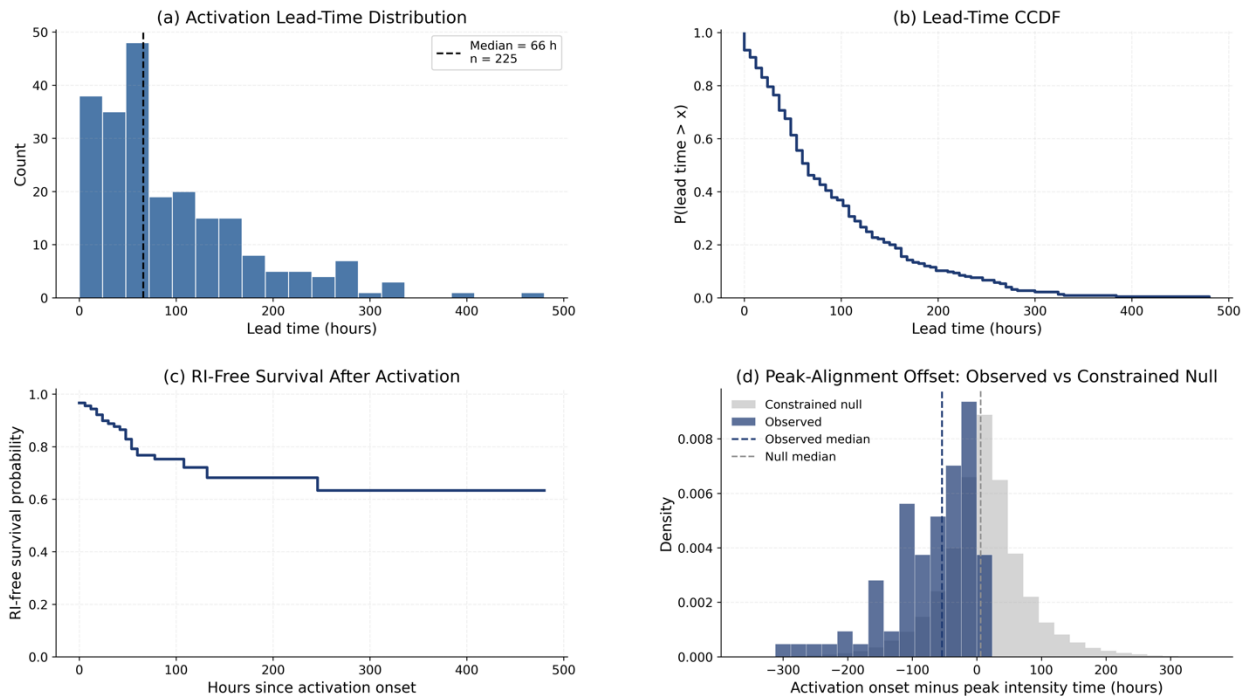 (a) Activation Lead-Time Distribution
50
40
30
20
10
0
Count
Median = 66 h
n = 225
0 100 200 300 400 500
Lead time (hours)
(b) Lead-Time CCDF
1.0
0.8
0.6
0.4
0.2
0.0
P(lead time > x)
0 100 200 300 400 500
Lead time (hours)
(c) RI-Free Survival After Activation
1.0
0.8
0.6
0.4
0.2
0.0
RI-free survival probability
0 100 200 300 400 500
Hours since activation onset
(d) Peak-Alignment Offset: Observed vs Constrained Null
Constrained null
Observed
Observed median
Null median
0.008
0.006
0.004
0.002
0.000
Density
−300 −200 −100 0 100 200 300
Activation onset minus peak intensity time (hours)